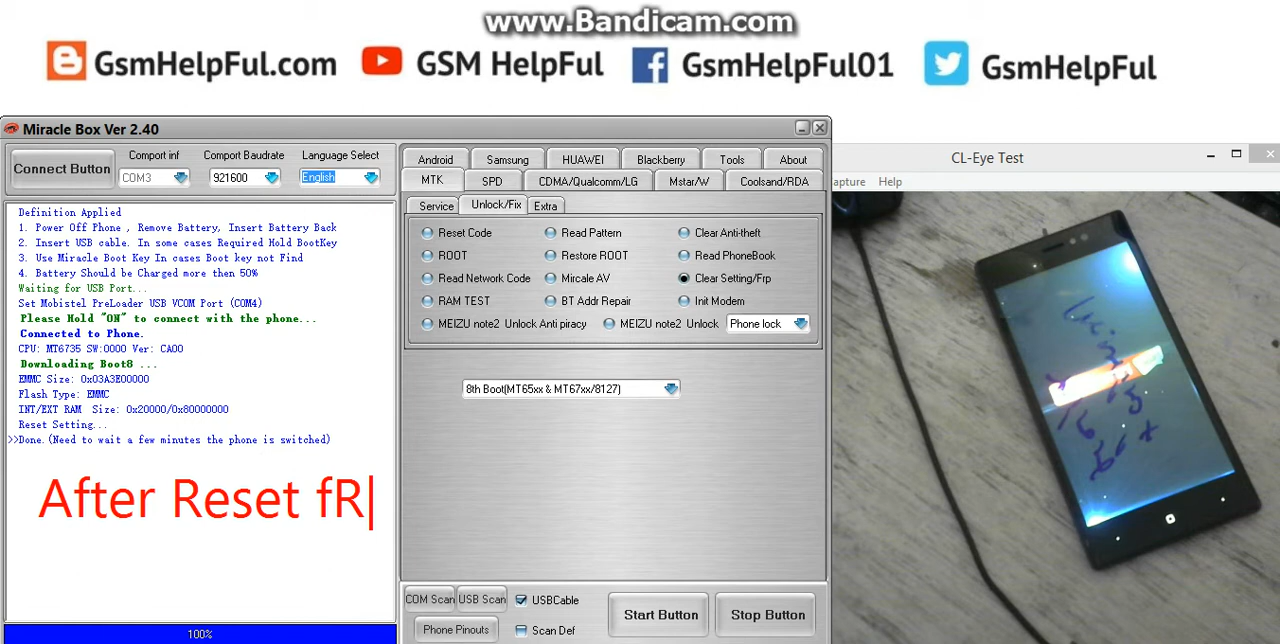 www.Bandicam.com
GsmHelpFul.com GSM HelpFul GsmHelpFul01 GsmHelpFul
Miracle Box Ver 2.40
Connect Button
Comport inf Comport Baudrate Language Select
COM3 921600 English
Definition Applied
1. Power Off Phone , Remove Battery, Insert Battery Back
2. Insert USB cable. In some cases Required Hold BootKey
3. Use Miracle Boot Key In cases Boot key not Find
4. Battery Should be Charged more then 50%
Waiting for USB Port...
Set Mobistel PreLoader USB VCOM Port (COM4)
Please Hold "ON" to connect with the phone...
Connected to Phone.
CPU: MT6735 SW:0000 Ver: CA00
Downloading Boot8 ...
EMMC Size: 0x03A3E00000
Flash Type: EMMC
INT/EXT RAM Size: 0x20000/0x80000000
Reset Setting...
>>Done.(Need to wait a few minutes the phone is switched)
After Reset fR
100%
Android Samsung HUAWEI Blackberry Tools About
MTK SPD CDMA/Qualcomm/LG Mstar/W Coolsand/RDA
Service Unlock/Fix Extra
Reset Code Read Pattern Clear Anti-theft
ROOT Restore ROOT Read PhoneBook
Read Network Code Mircale AV Clear Setting/Frp
RAM TEST BT Addr Repair Init Modem
MEIZU note2 Unlock Anti piracy MEIZU note2 Unlock Phone lock
8th Boot(MT65xx & MT67xx/8127)
COM Scan USB Scan USBCable
Phone Pinouts Scan Def
Start Button Stop Button
CL-Eye Test
apture Help